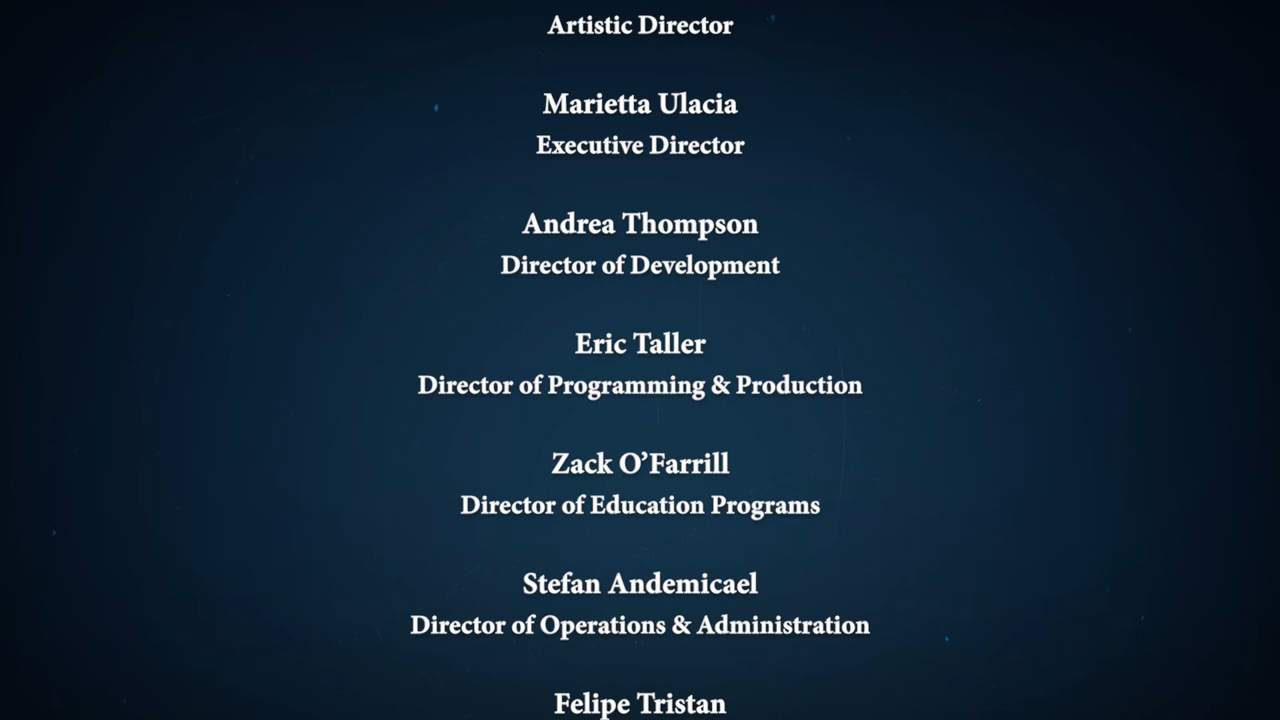 Artistic Director
Marietta Ulacia
Executive Director
Andrea Thompson
Director of Development
Eric Taller
Director of Programming & Production
Zack O’Farrill
Director of Education Programs
Stefan Andemicael
Director of Operations & Administration
Felipe Tristan